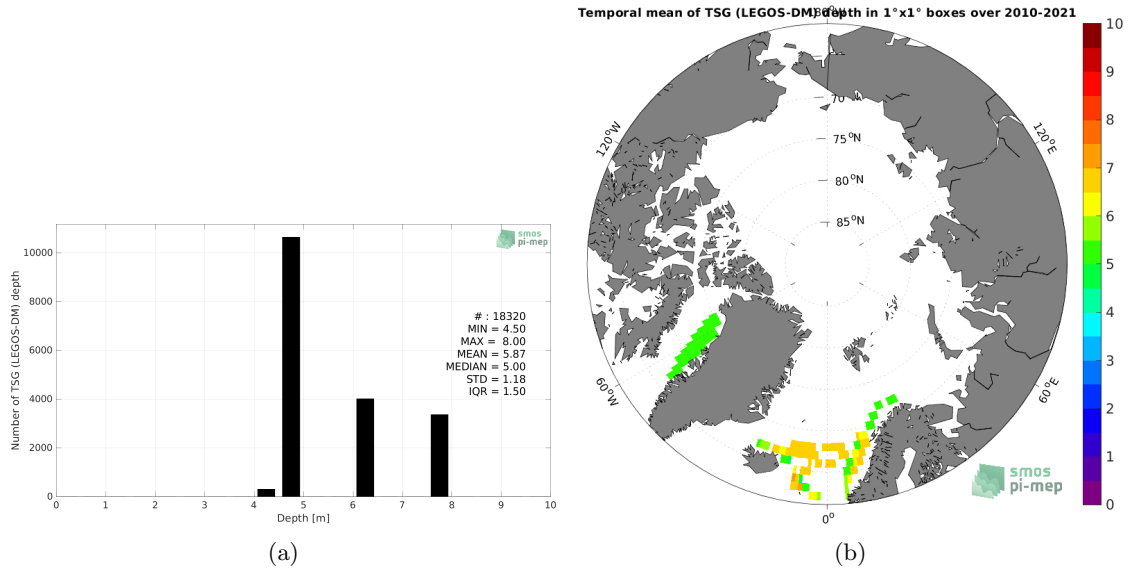 Temporal mean of TSG (LEGOS-DM) depth in 1°x1° boxes over 2010-2021
120°W
120°E
70°N
75°N
80°N
85°N
60°W
60°E
0°
10
9
8
7
6
5
4
3
2
1
0
smos
pi-mep
Number of TSG (LEGOS-DM) depth
10000
8000
6000
4000
2000
0
smos
pi-mep
# : 18320
MIN = 4.50
MAX = 8.00
MEAN = 5.87
MEDIAN = 5.00
STD = 1.18
IQR = 1.50
0 1 2 3 4 5 6 7 8 9 10
Depth [m]
(a)
(b)